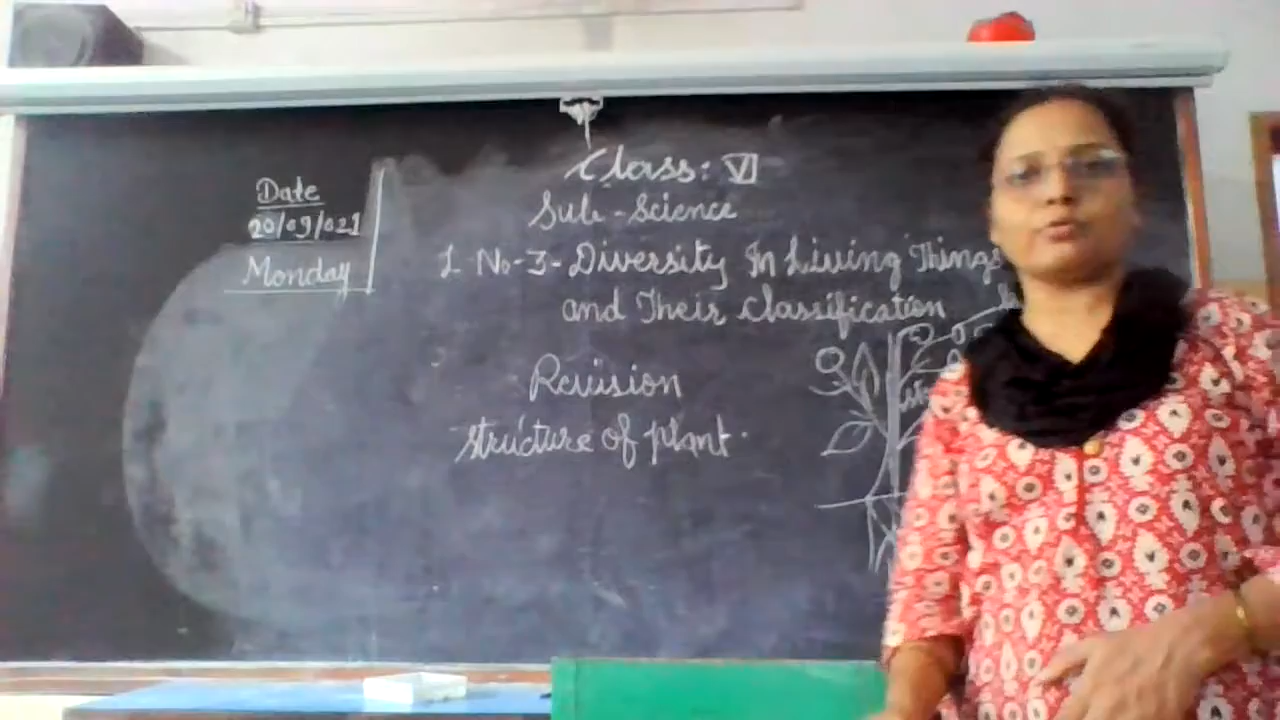 Date
20/09/021
Monday
Class: VI
Sub - Science
L No-3-Diversity In Living Things
and Their Classification
Revision
Structure of plant.